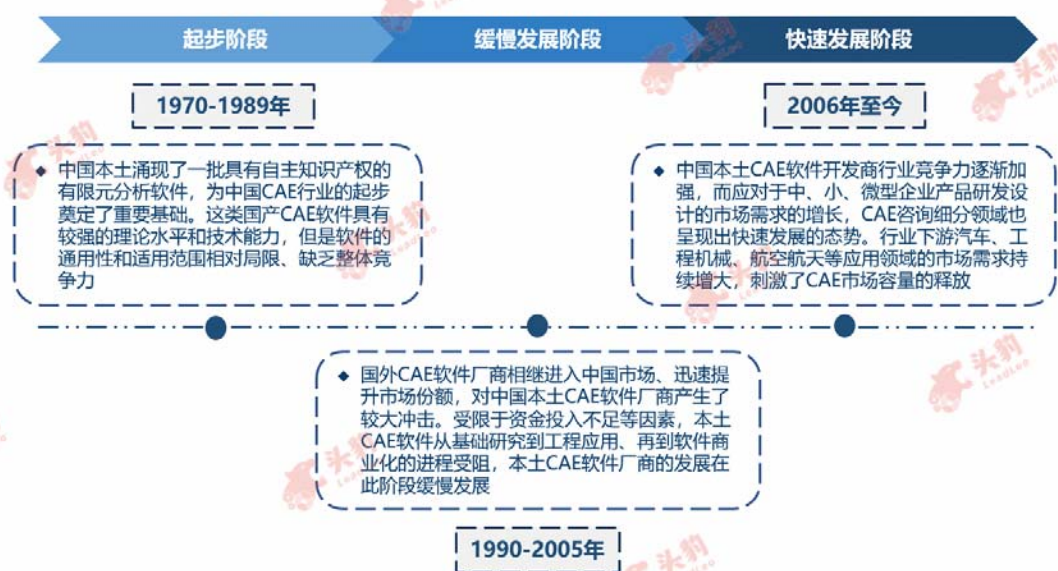 起步阶段
缓慢发展阶段
快速发展阶段
1970-1989年
2006年至今
◆ 中国本土涌现了一批具有自主知识产权的
有限元分析软件，为中国CAE行业的起步
奠定了重要基础。这类国产CAE软件具有
较强的理论水平和技术能力，但是软件的
通用性和适用范围相对局限、缺乏整体竞
争力
◆ 中国本土CAE软件开发商行业竞争力逐渐加
强，而应对于中、小、微型企业产品研发设
计的市场需求的增长，CAE咨询细分领域也
呈现出快速发展的态势。行业下游汽车、工
程机械、航空航天等应用领域的市场需求持
续增大，刺激了CAE市场容量的释放
◆ 国外CAE软件厂商相继进入中国市场、迅速提
升市场份额，对中国本土CAE软件厂商产生了
较大冲击。受限于资金投入不足等因素，本土
CAE软件从基础研究到工程应用、再到软件商
业化的进程受阻，本土CAE软件厂商的发展在
此阶段缓慢发展
1990-2005年
头豹
LeadLeo